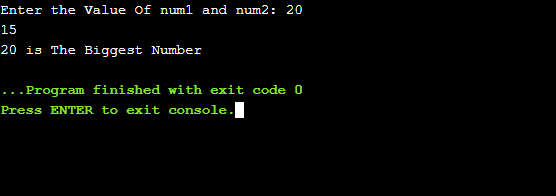 Enter the Value Of num1 and num2: 20
15
20 is The Biggest Number
...Program finished with exit code 0
Press ENTER to exit console.